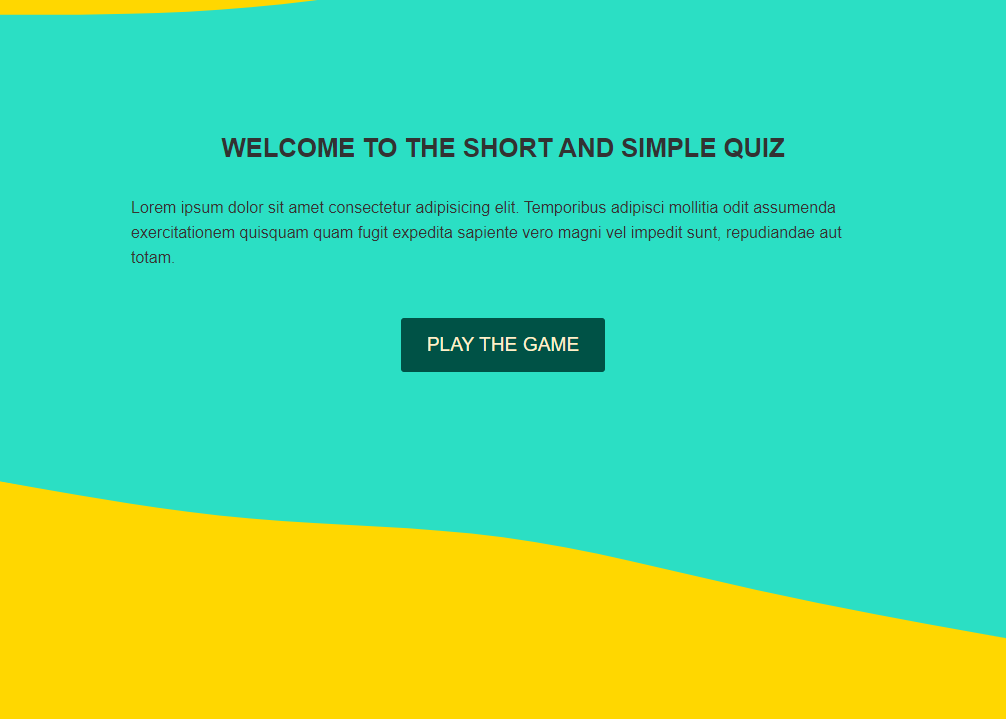 WELCOME TO THE SHORT AND SIMPLE QUIZ
Lorem ipsum dolor sit amet consectetur adipisicing elit. Temporibus adipisci mollitia odit assumenda
exercitationem quisquam quam fugit expedita sapiente vero magni vel impedit sunt, repudiandae aut
totam.
PLAY THE GAME